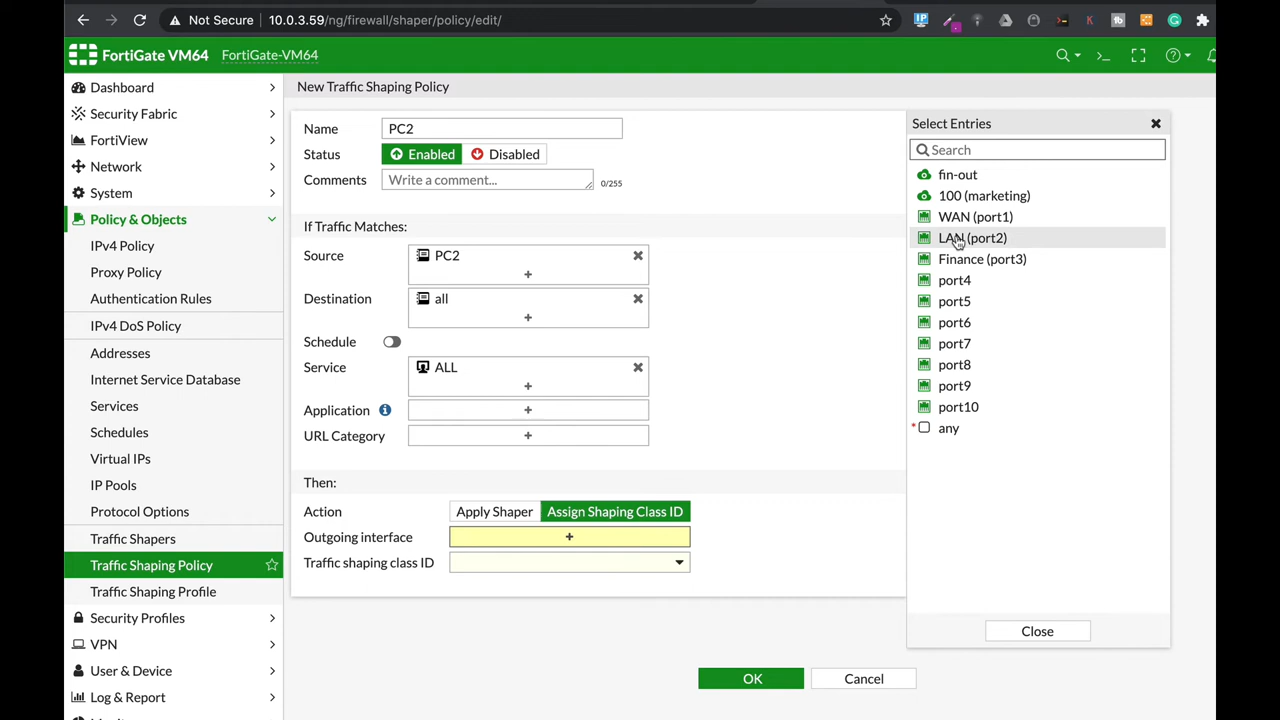 Not Secure 10.0.3.59/ng/firewall/shaper/policy/edit/
IP
K
FortiGate VM64 FortiGate-VM64
Dashboard
Security Fabric
FortiView
Network
System
Policy & Objects
IPv4 Policy
Proxy Policy
Authentication Rules
IPv4 DoS Policy
Addresses
Internet Service Database
Services
Schedules
Virtual IPs
IP Pools
Protocol Options
Traffic Shapers
Traffic Shaping Policy
Traffic Shaping Profile
Security Profiles
VPN
User & Device
Log & Report
New Traffic Shaping Policy
Name PC2
Status Enabled Disabled
Comments Write a comment... 0/255
If Traffic Matches:
Source PC2
+
Destination all
+
Schedule
Service ALL
+
Application +
URL Category +
Then:
Action Apply Shaper Assign Shaping Class ID
Outgoing interface +
Traffic shaping class ID
OK Cancel
Select Entries
Search
fin-out
100 (marketing)
WAN (port1)
LAN (port2)
Finance (port3)
port4
port5
port6
port7
port8
port9
port10
* any
Close